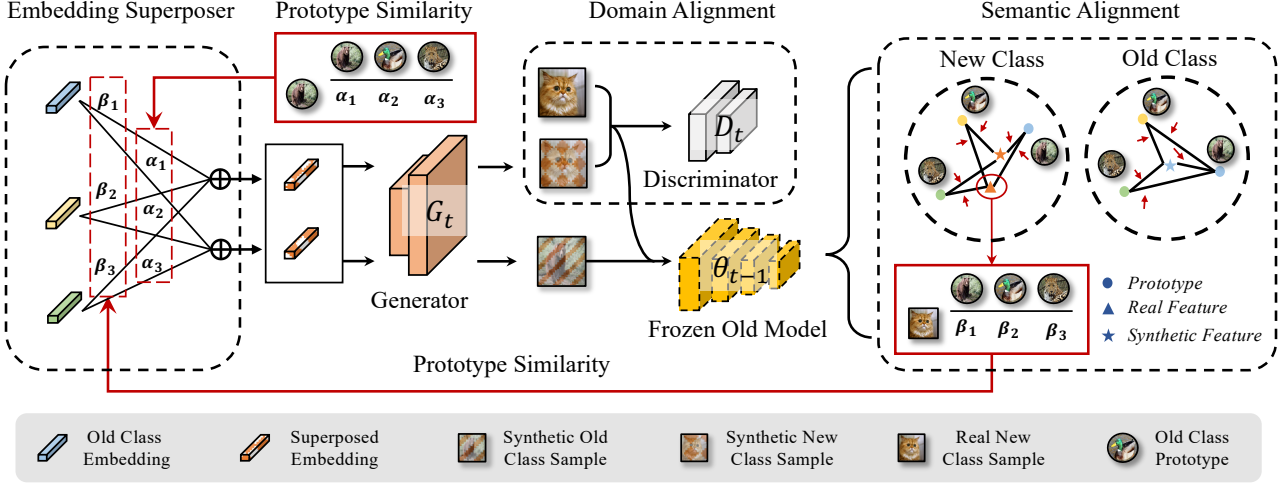 Embedding Superposer
Prototype Similarity
Domain Alignment
Semantic Alignment
New Class
Old Class
β1
α1 α2 α3
α1
β2
α2
β3
α3
Gt
Generator
Dt
Discriminator
θt−1
Frozen Old Model
Prototype
Real Feature
Synthetic Feature
β1 β2 β3
Prototype Similarity
Old Class
Embedding
Superposed
Embedding
Synthetic Old
Class Sample
Synthetic New
Class Sample
Real New
Class Sample
Old Class
Prototype